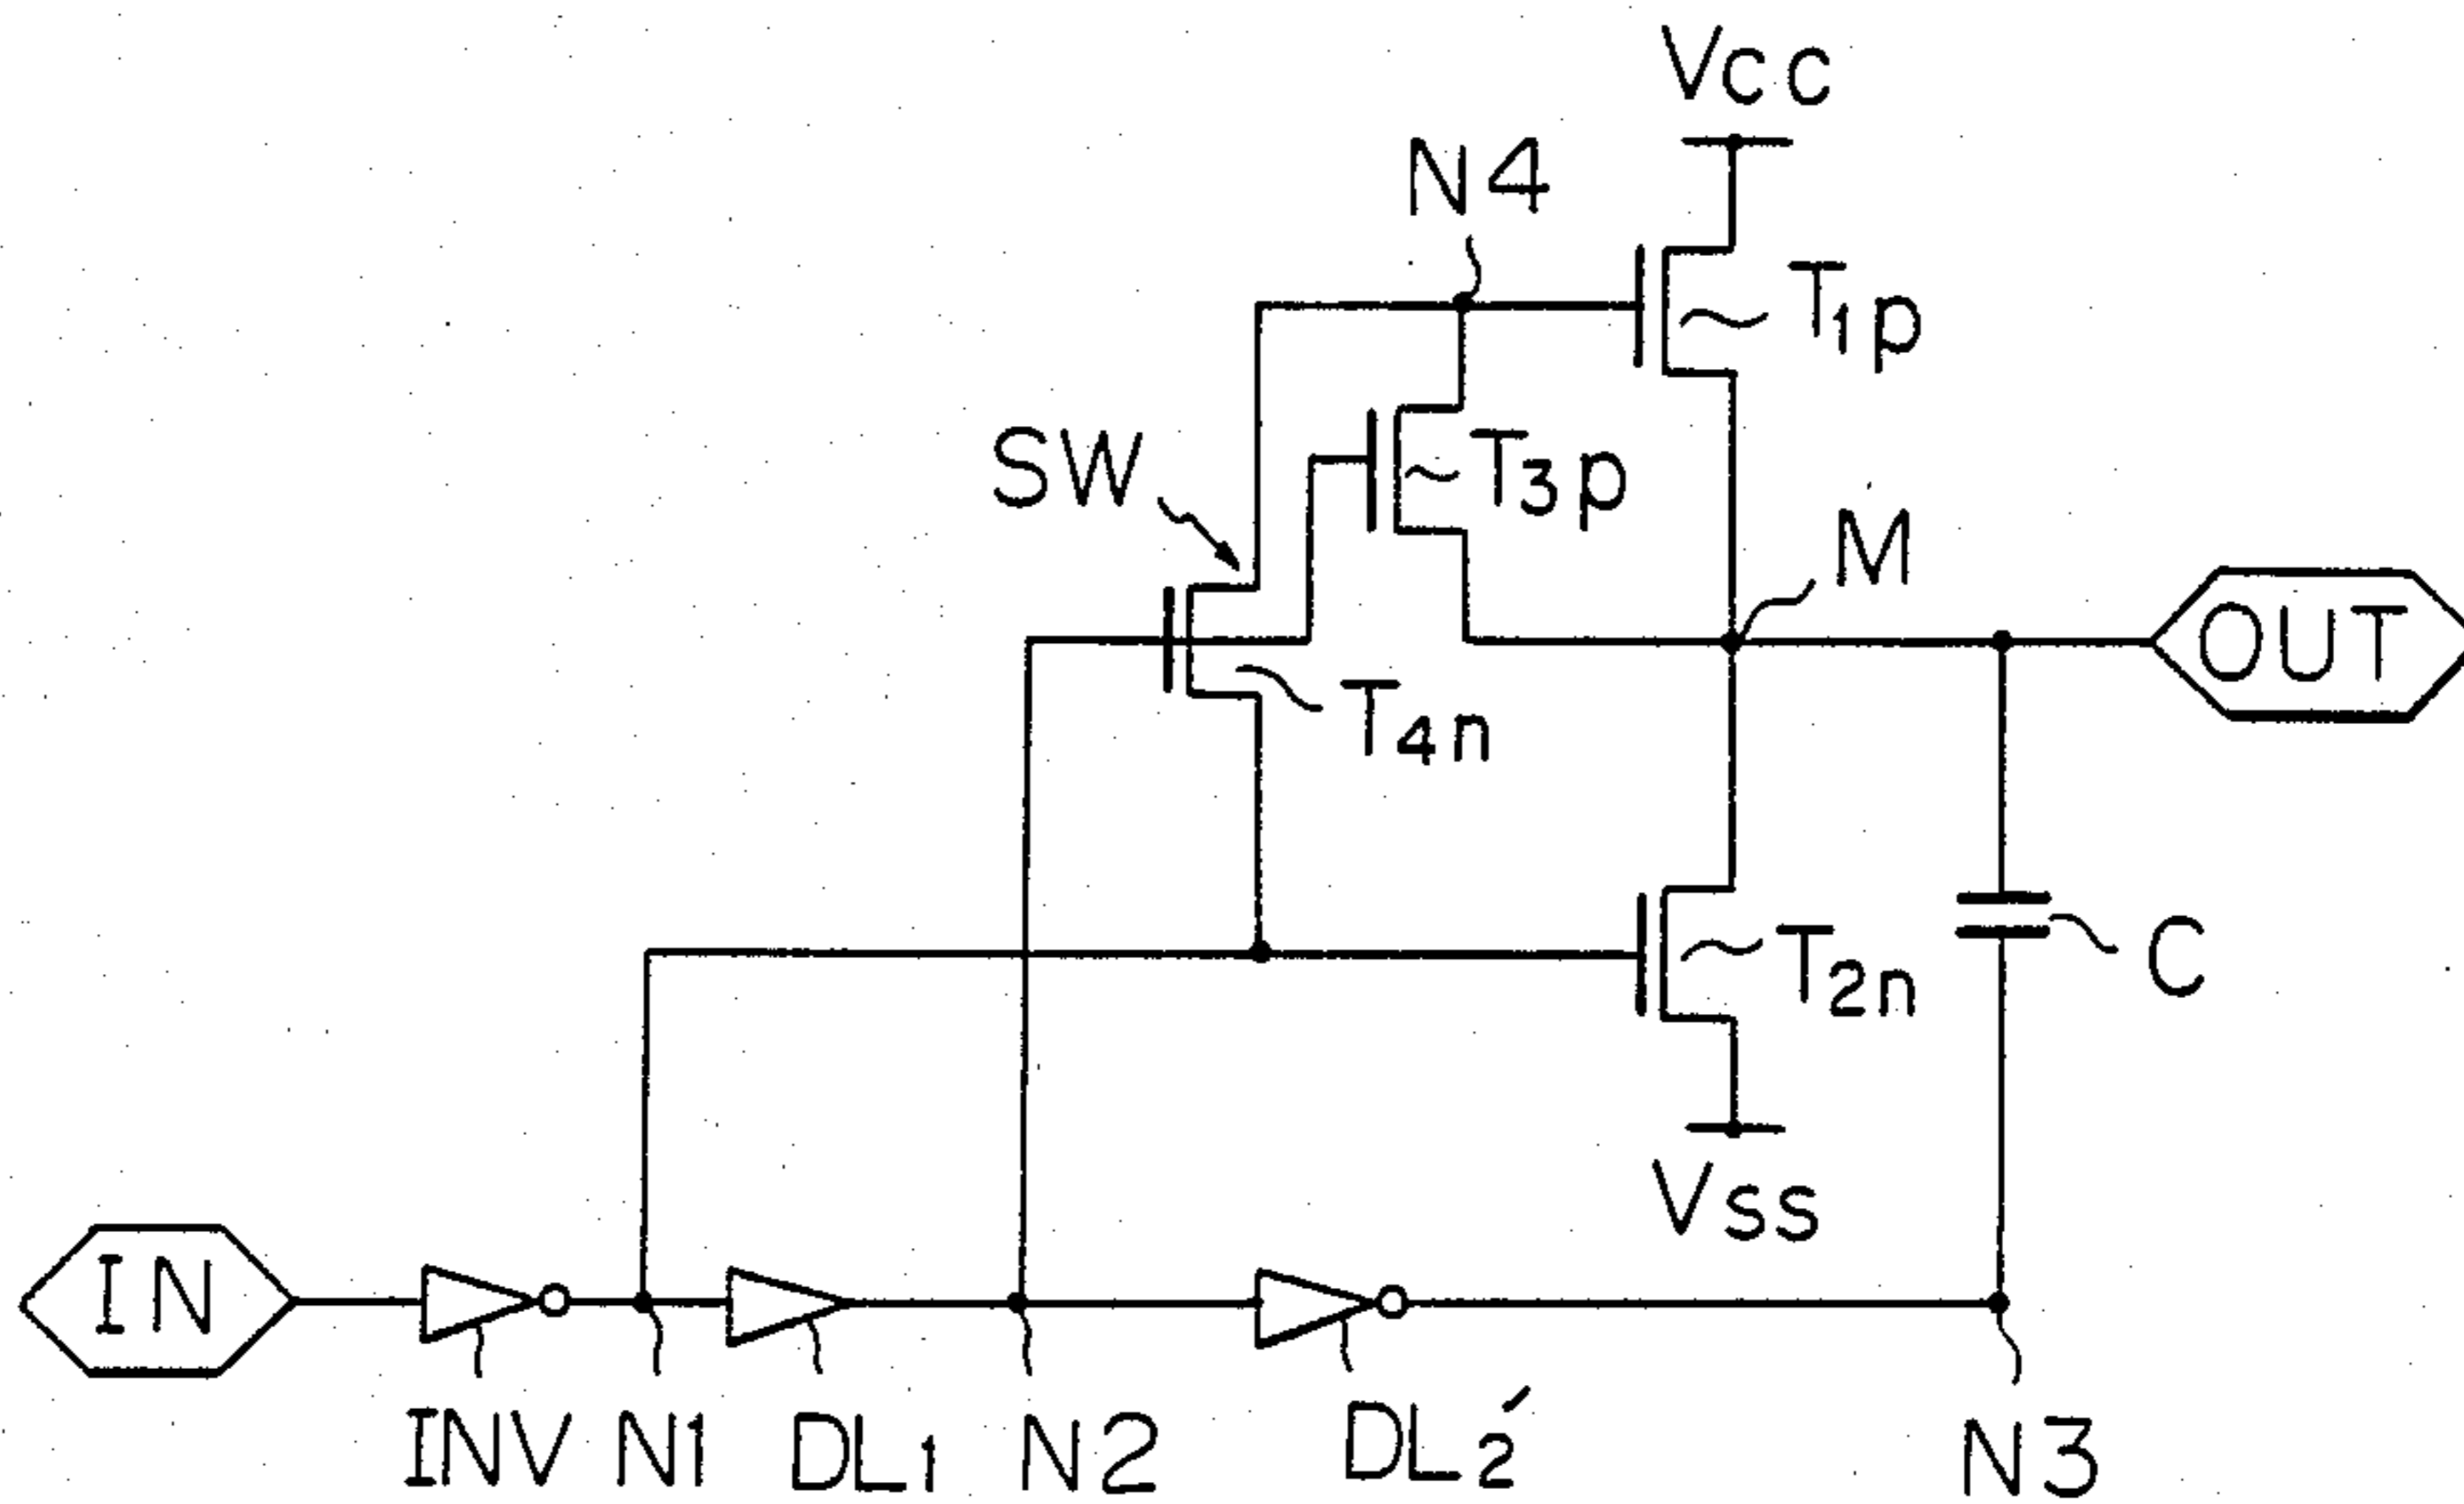 Vcc
N4
T1p
SW
T3p
M
OUT
T4n
C
T2n
Vss
IN
INV
N1
DL1
N2
DL2′
N3